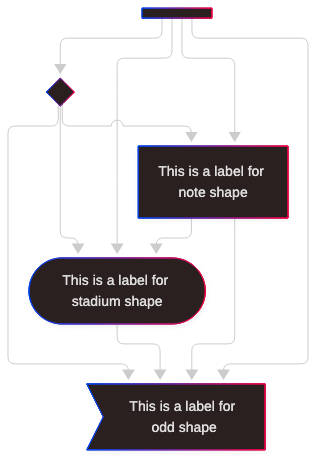 This is a label for
note shape
This is a label for
stadium shape
This is a label for
odd shape